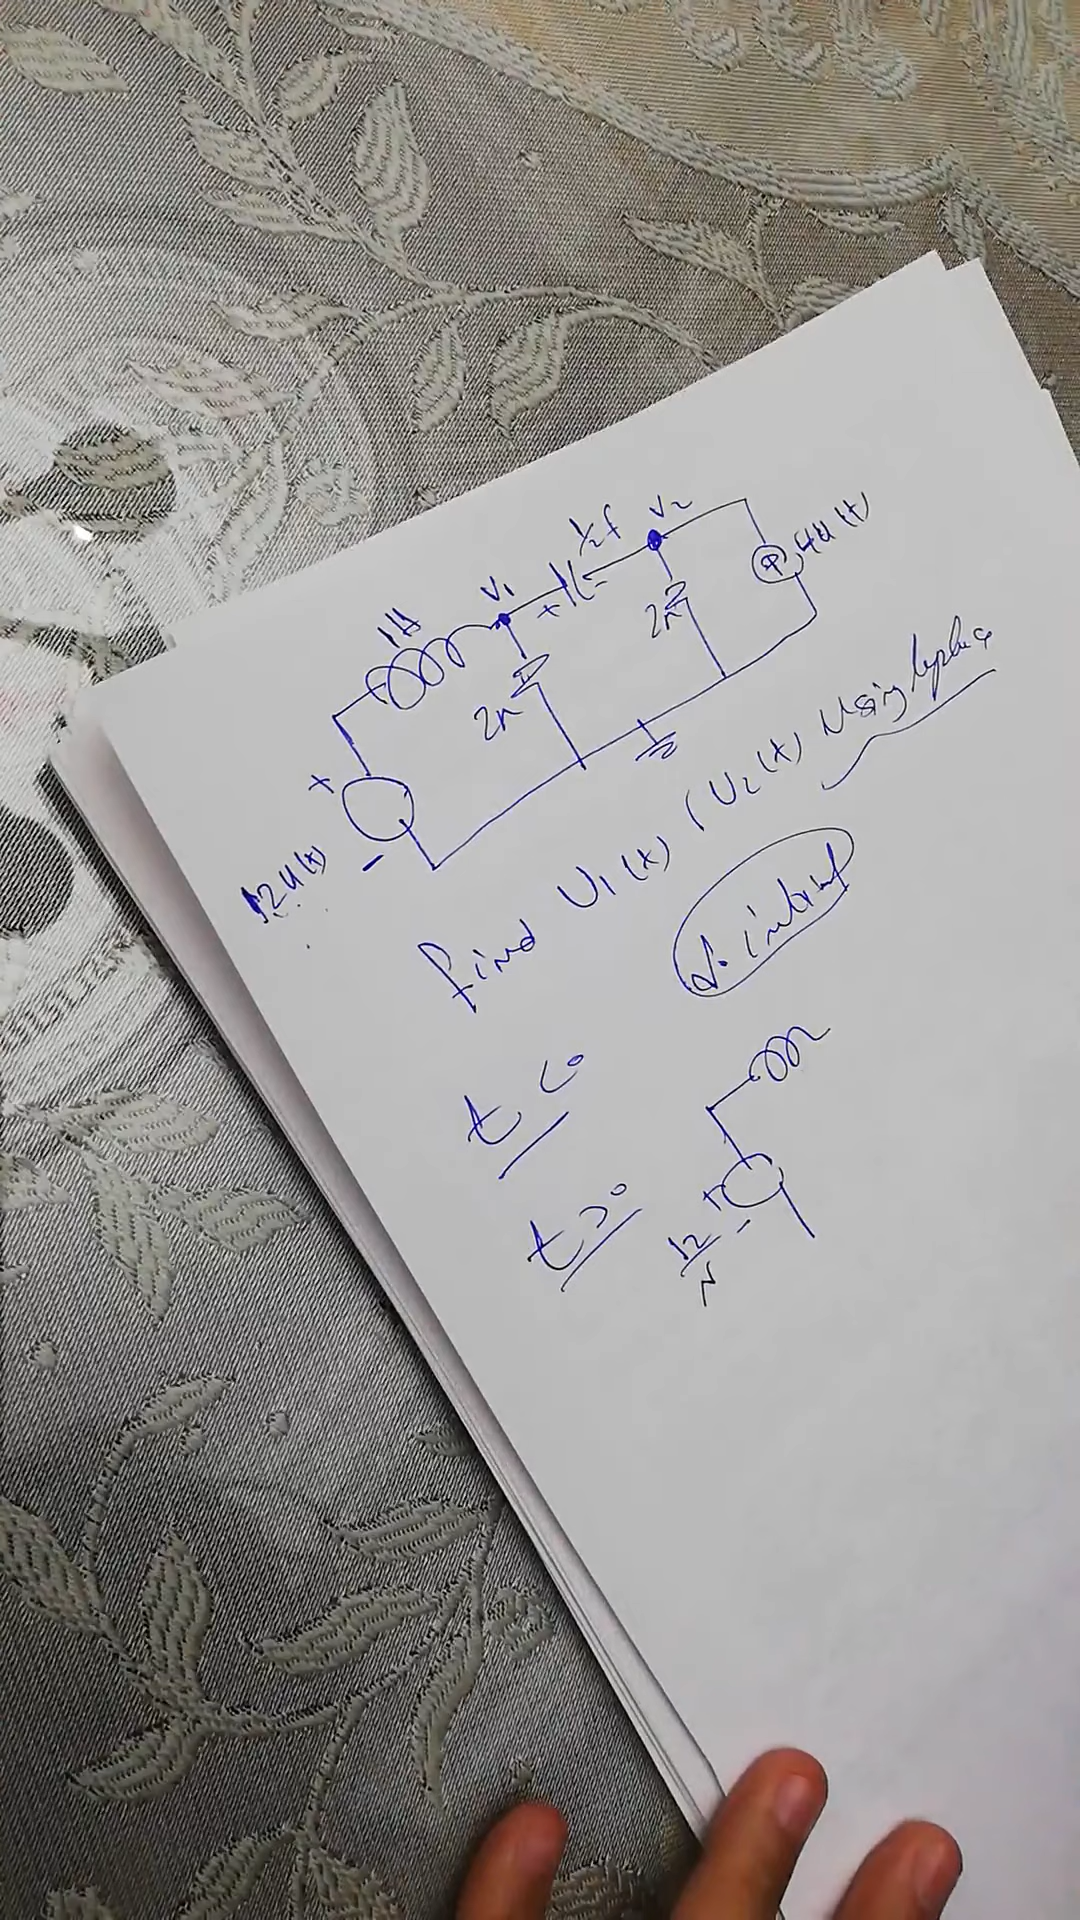 1H
V1
½f
V2
+
-
4u(t)
2Ω
2Ω
+
-
12u(t)
find V1(t) , V2(t) using laplace
t<0
t>0
12/s
+
-